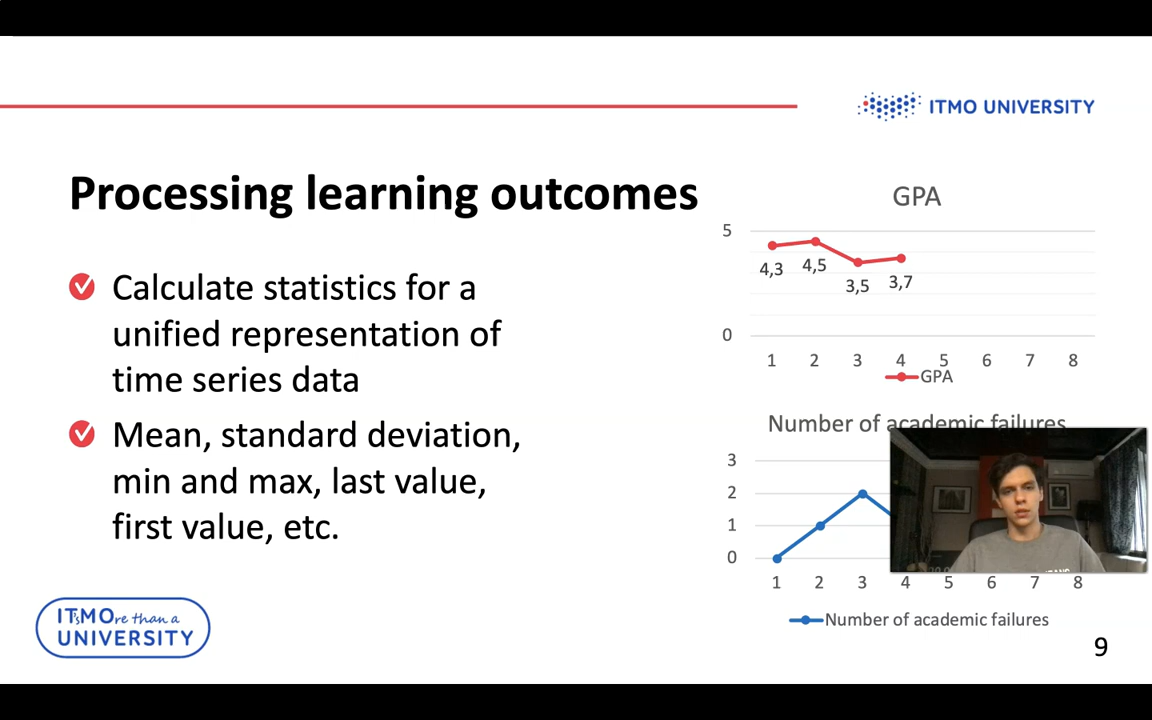 ITMO UNIVERSITY
Processing learning outcomes
Calculate statistics for a
unified representation of
time series data
Mean, standard deviation,
min and max, last value,
first value, etc.
GPA
5
4,3 4,5 3,5 3,7
0
1 2 3 4 5 6 7 8
GPA
Number of academic failures
3
2
1
0
1 2 3 4 5 6 7 8
Number of academic failures
IT'sMOre than a
UNIVERSITY
9